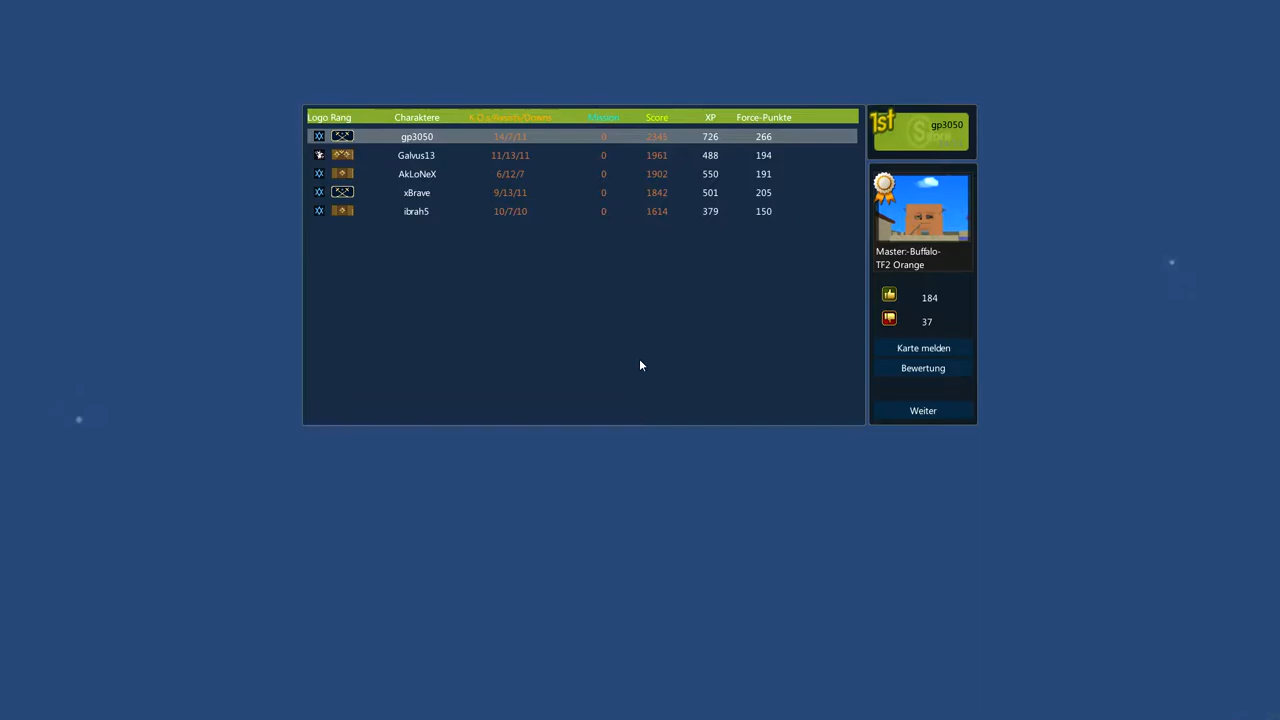 Logo Rang Charaktere K.O.s/Assists/Downs Mission Score XP Force-Punkte
gp3050 14/7/11 0 2345 726 266
Galvus13 11/13/11 0 1961 488 194
AkLoNeX 6/12/7 0 1902 550 191
xBrave 9/13/11 0 1842 501 205
ibrah5 10/7/10 0 1614 379 150
1st
gp3050
Score
Master:-Buffalo-
TF2 Orange
184
37
Karte melden
Bewertung
Weiter